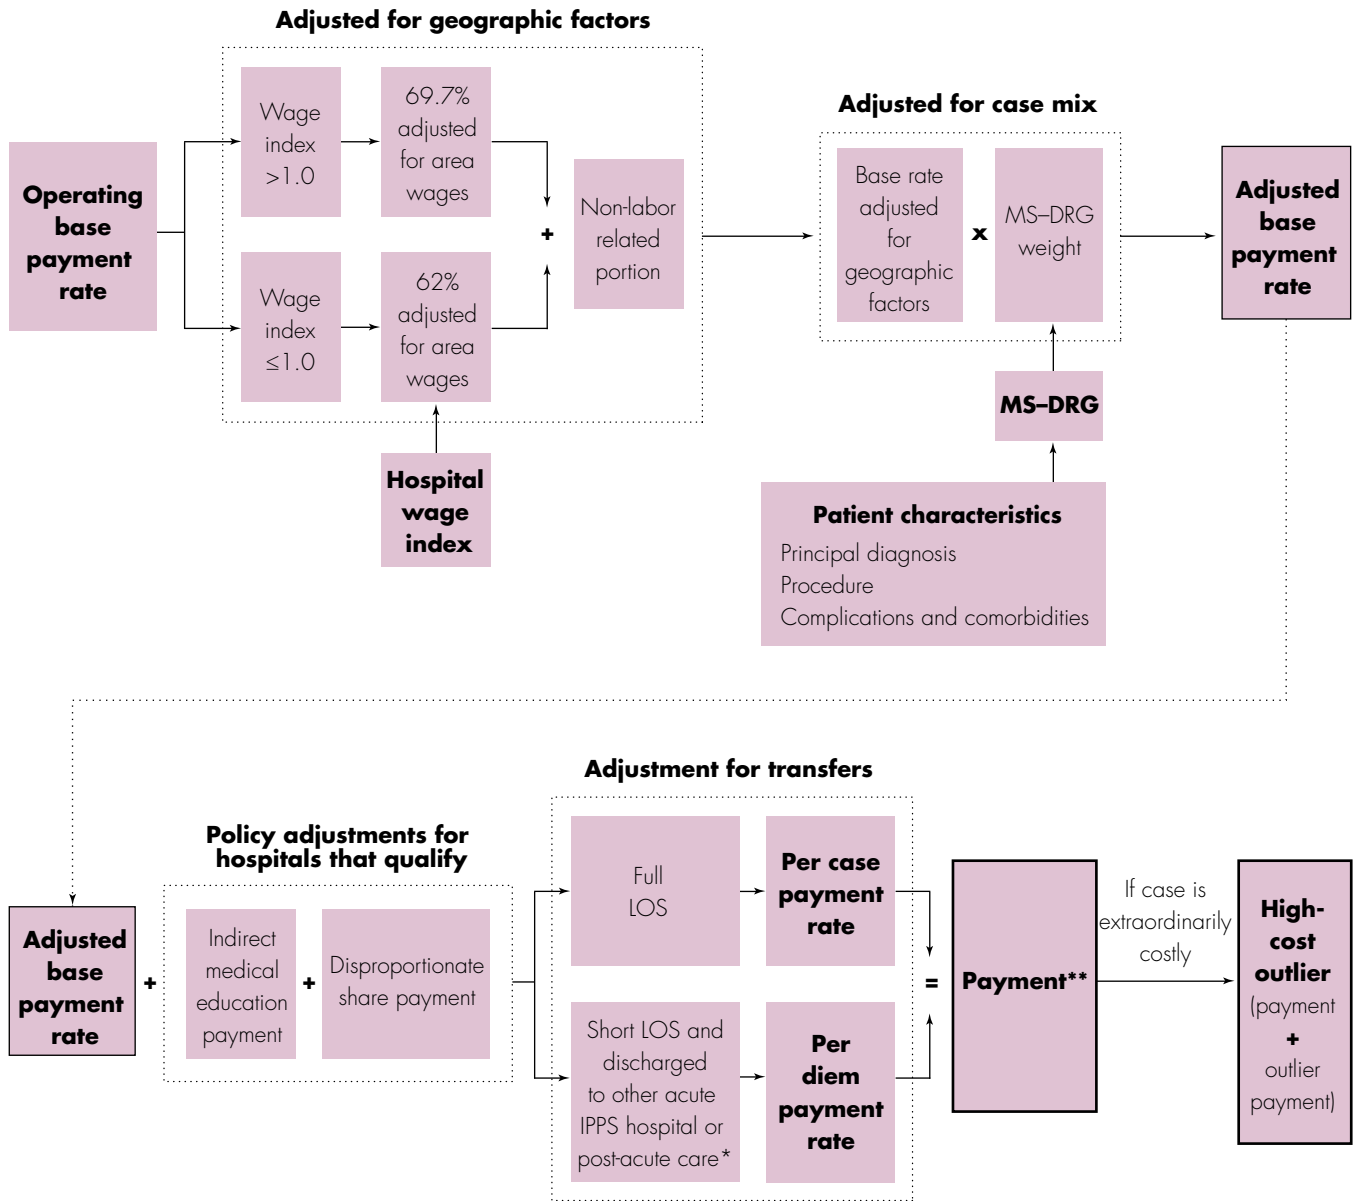 Adjusted for geographic factors
Operating
base
payment
rate
Wage
index
>1.0
69.7%
adjusted
for area
wages
Wage
index
≤1.0
62%
adjusted
for area
wages
+
Non-labor
related
portion
Hospital
wage
index
Adjusted for case mix
Base rate
adjusted
for
geographic
factors
x
MS–DRG
weight
MS–DRG
Patient characteristics
Principal diagnosis
Procedure
Complications and comorbidities
Adjusted
base
payment
rate
Adjusted
base
payment
rate
+
Policy adjustments for
hospitals that qualify
Indirect
medical
education
payment
+
Disproportionate
share payment
Adjustment for transfers
Full
LOS
Per case
payment
rate
Short LOS and
discharged
to other acute
IPPS hospital or
post-acute care*
Per
diem
payment
rate
=
Payment**
If case is
extraordinarily
costly
High-
cost
outlier
(payment
+
outlier
payment)